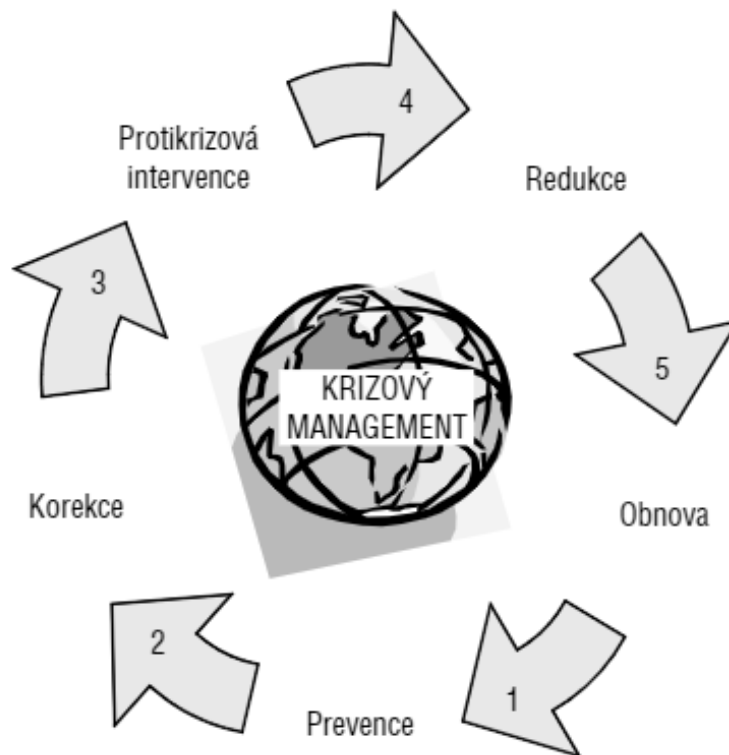 4
Protikrizová
intervence
Redukce
3
5
KRIZOVÝ
MANAGEMENT
Korekce
Obnova
2
1
Prevence